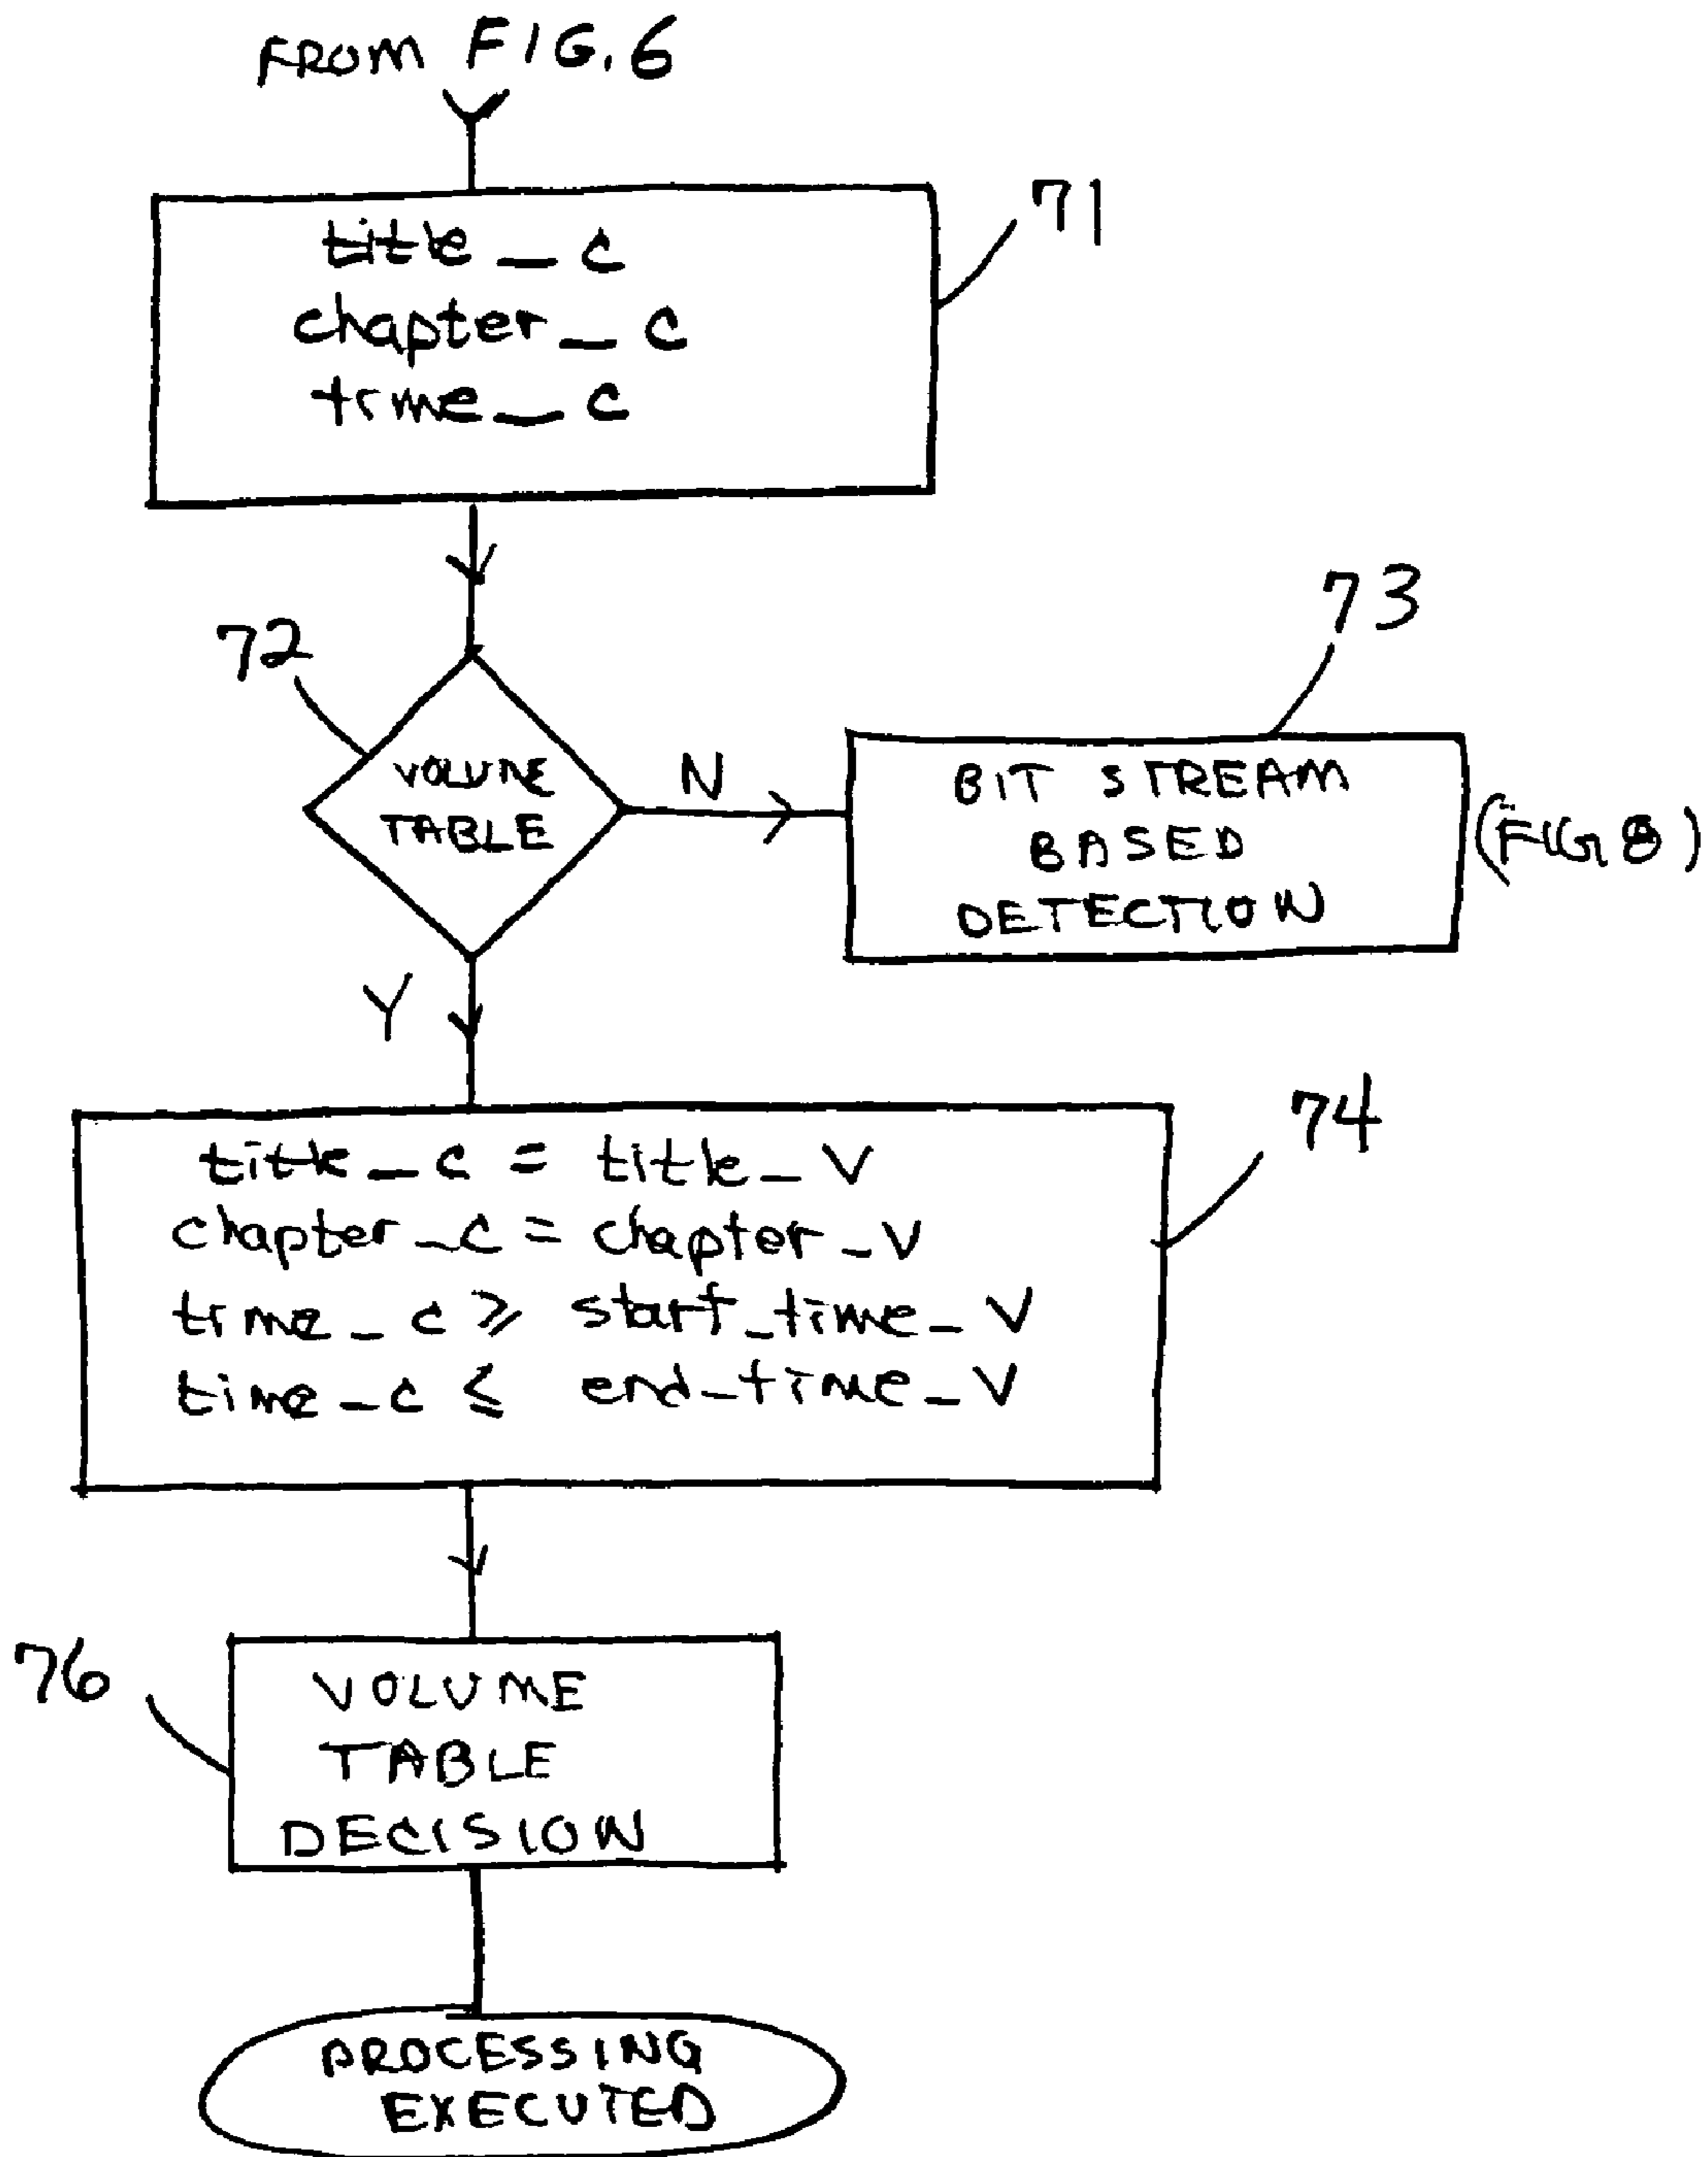 FROM FIG. 6
71
title_c
chapter_c
time_c
72
VOLUME
TABLE
N
73
BIT STREAM
BASED
DETECTION
(FIG 8)
Y
74
title_c = title_v
chapter_c = chapter_v
time_c ≥ start_time_v
time_c ≤ end_time_v
76
VOLUME
TABLE
DECISION
PROCESSING
EXECUTED